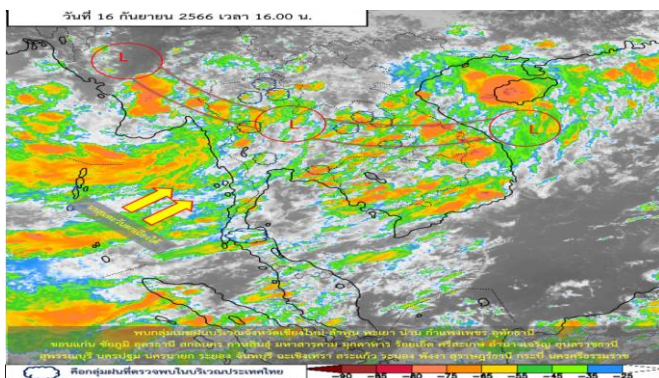 วันที่ 16 กันยายน 2566 เวลา 16.00 น.
L
L
L
พบกลุ่มเมฆฝนบริเวณจังหวัดเชียงใหม่ ลำพูน พะเยา น่าน กำแพงเพชร อุทัยธานี
ขอนแก่น ชัยภูมิ อุดรธานี สกลนคร กาฬสินธุ์ มหาสารคาม มุกดาหาร ร้อยเอ็ด ศรีสะเกษ อำนาจเจริญ อุบลราชธานี
สุพรรณบุรี นครปฐม นครนายก ระยอง จันทบุรี ฉะเชิงเทรา สระแก้ว ระนอง พังงา สุราษฎร์ธานี กระบี่ นครศรีธรรมราช
คือกลุ่มฝนที่ตรวจพบในบริเวณประเทศไทย
-90 -85 -80 -75 -65 -55 -45 -35 -25